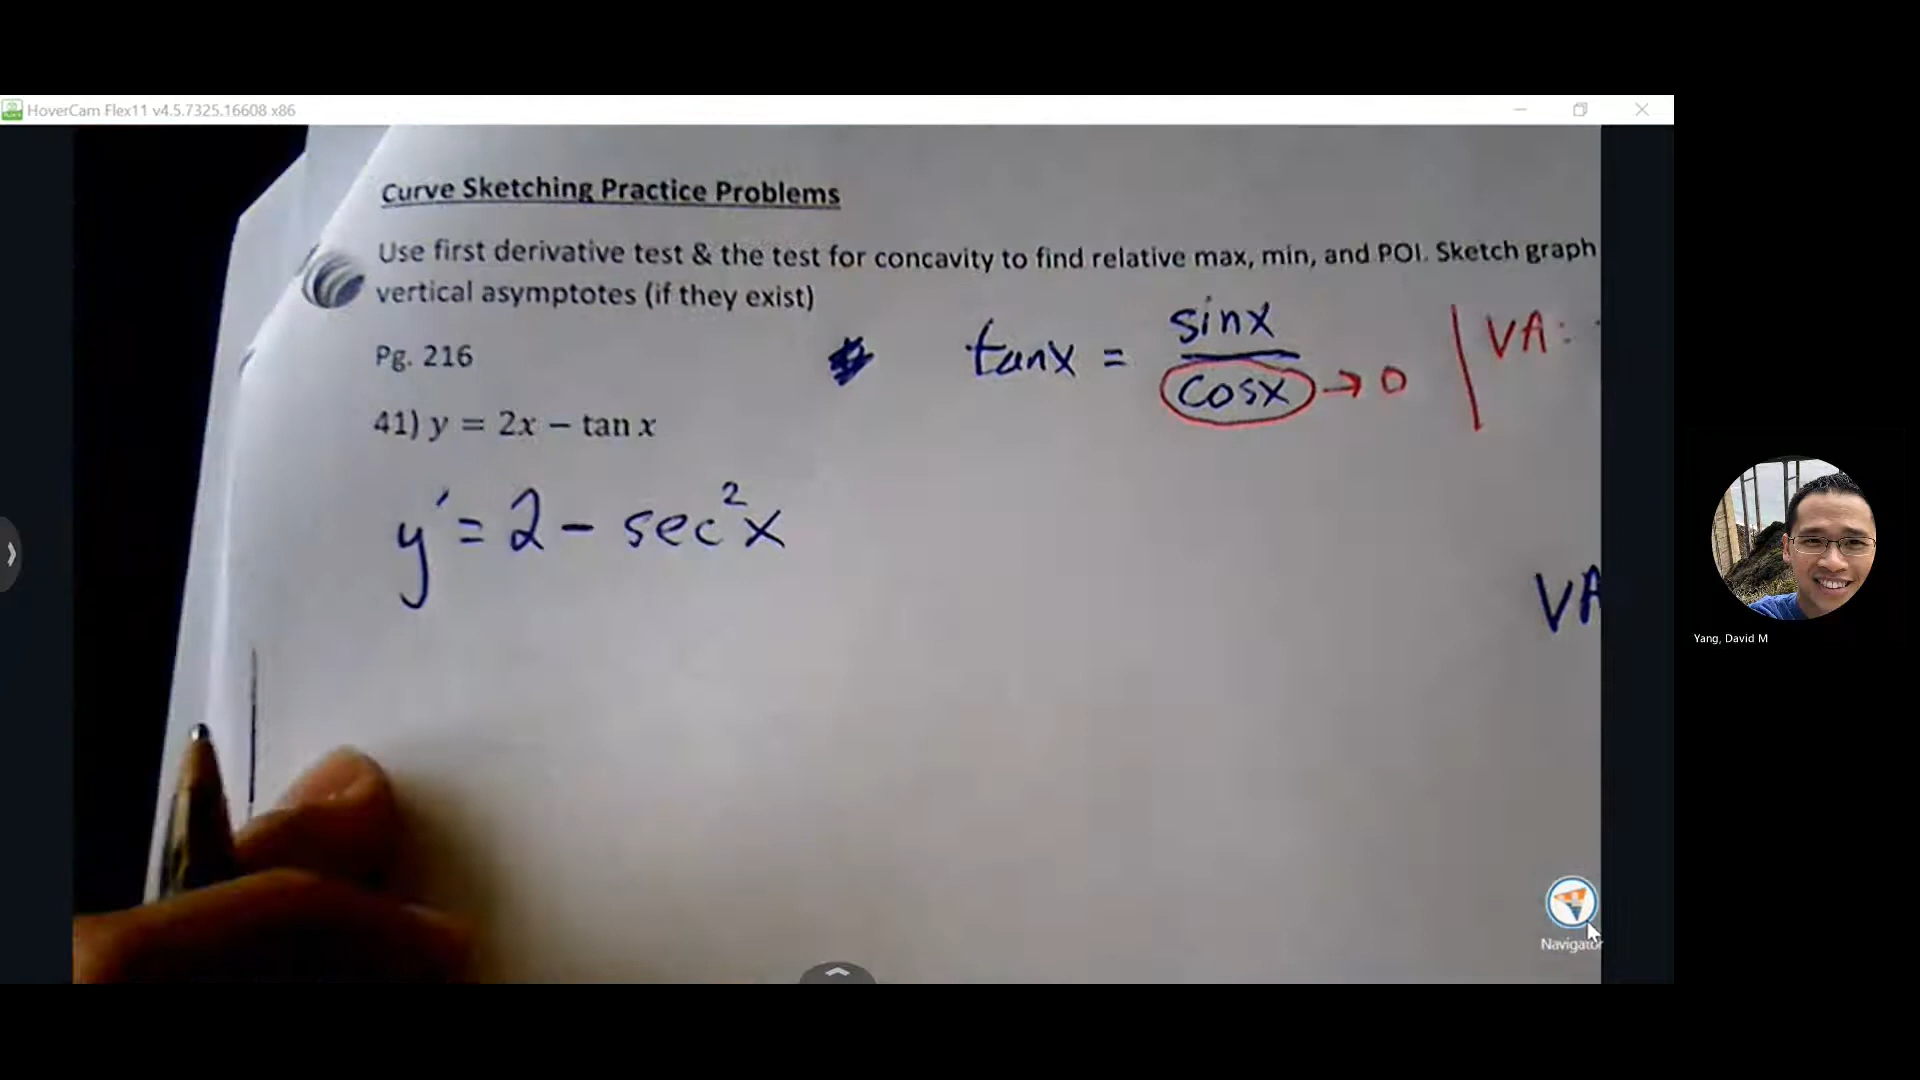 HoverCam Flex11 v4.5.7325.16608 x86
Curve Sketching Practice Problems
Use first derivative test & the test for concavity to find relative max, min, and POI. Sketch graph
vertical asymptotes (if they exist)
tanx = sinx / cosx → 0 | VA:
Pg. 216
41) y = 2x − tan x
y' = 2 − sec²x
VA
Navigator
Yang, David M